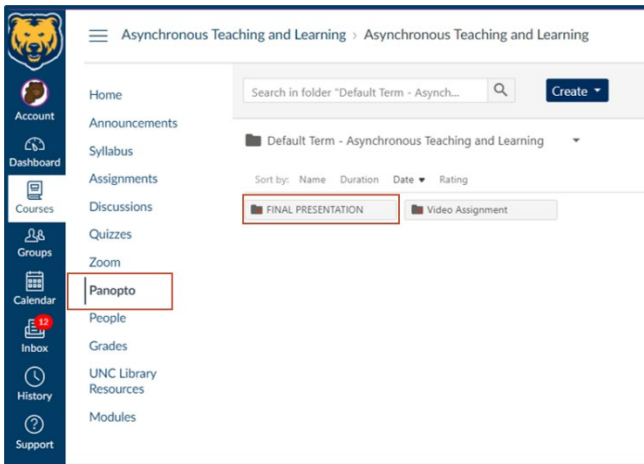 Asynchronous Teaching and Learning > Asynchronous Teaching and Learning
Account
Dashboard
Courses
Groups
Calendar
12
Inbox
History
Support
Home
Announcements
Syllabus
Assignments
Discussions
Quizzes
Zoom
Panopto
People
Grades
UNC Library
Resources
Modules
Search in folder "Default Term - Asynch...
Create
Default Term - Asynchronous Teaching and Learning
Sort by: Name Duration Date Rating
FINAL PRESENTATION
Video Assignment